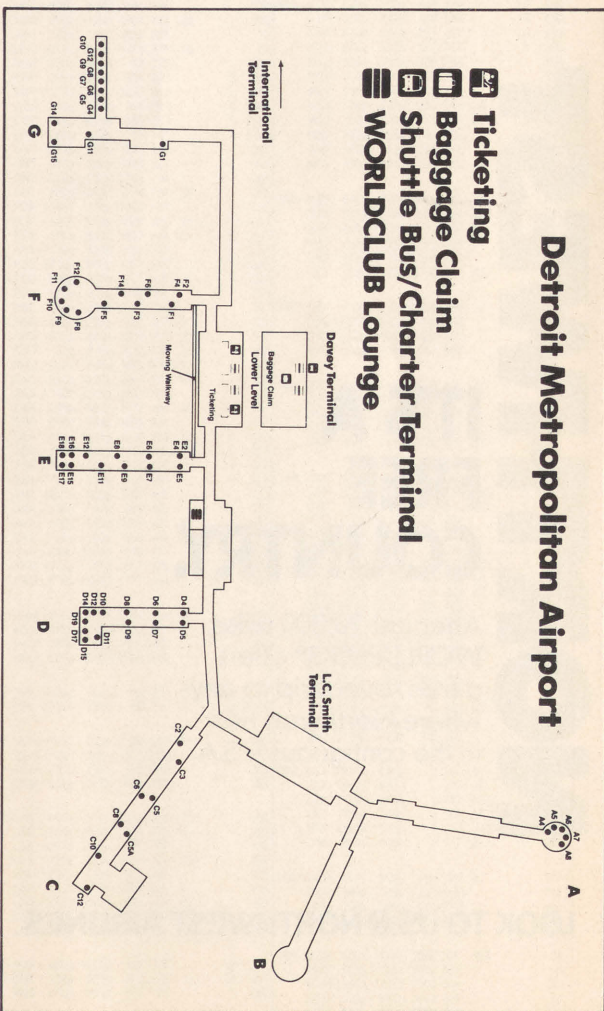 Detroit Metropolitan Airport
Ticketing
Baggage Claim
Shuttle Bus/Charter Terminal
WORLDCLUB Lounge
International
Terminal
Davey Terminal
Baggage Claim
Lower Level
Ticketing
Moving Walkway
L.C. Smith
Terminal
A
A4
A5
A6
A7
A8
B
C
C2
C3
C5
C6
C5A
C8
C10
C12
D
D4
D5
D6
D7
D8
D9
D10
D11
D12
D14
D19
D17
D15
E
E2
E4
E5
E6
E7
E8
E9
E11
E12
E16
E15
E18
E17
F
F2
F4
F1
F6
F3
F14
F5
F12
F11
F10
F9
F8
G
G1
G11
G14
G15
G10
G12
G9
G8
G7
G6
G5
G4